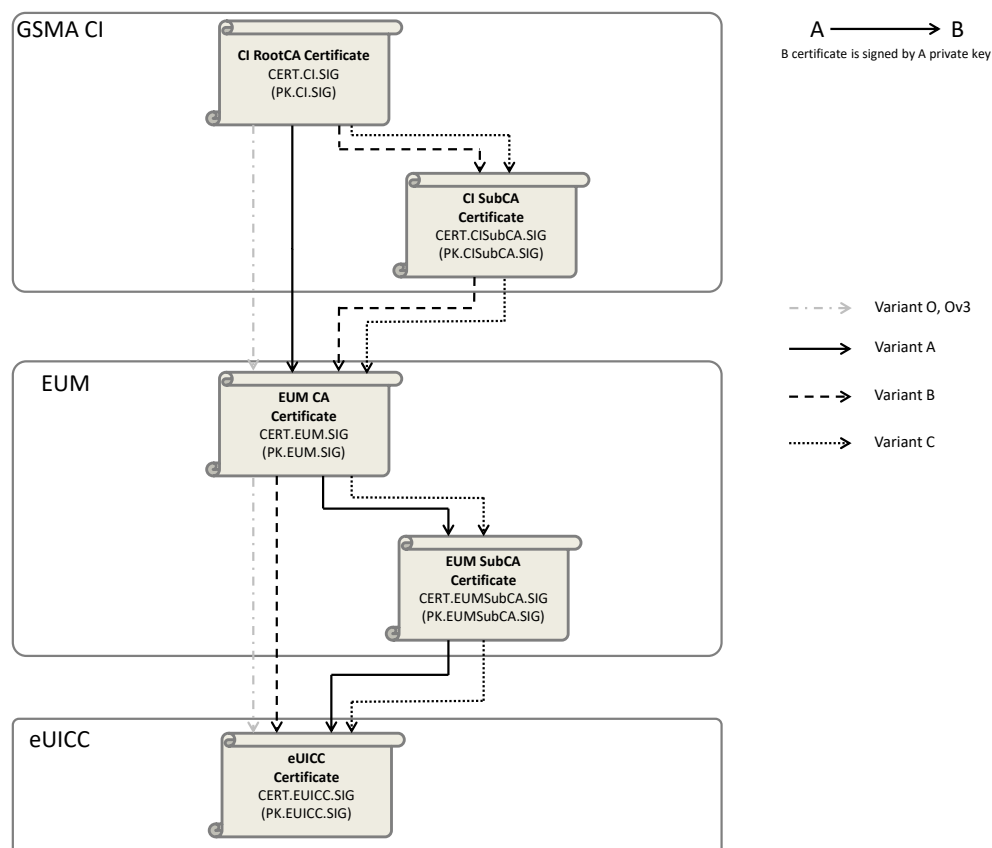 GSMA CI
CI RootCA Certificate
CERT.CI.SIG
(PK.CI.SIG)
A
B
B certificate is signed by A private key
CI SubCA
Certificate
CERT.CISubCA.SIG
(PK.CISubCA.SIG)
Variant O, Ov3
Variant A
Variant B
Variant C
EUM
EUM CA
Certificate
CERT.EUM.SIG
(PK.EUM.SIG)
EUM SubCA
Certificate
CERT.EUMSubCA.SIG
(PK.EUMSubCA.SIG)
eUICC
eUICC
Certificate
CERT.EUICC.SIG
(PK.EUICC.SIG)